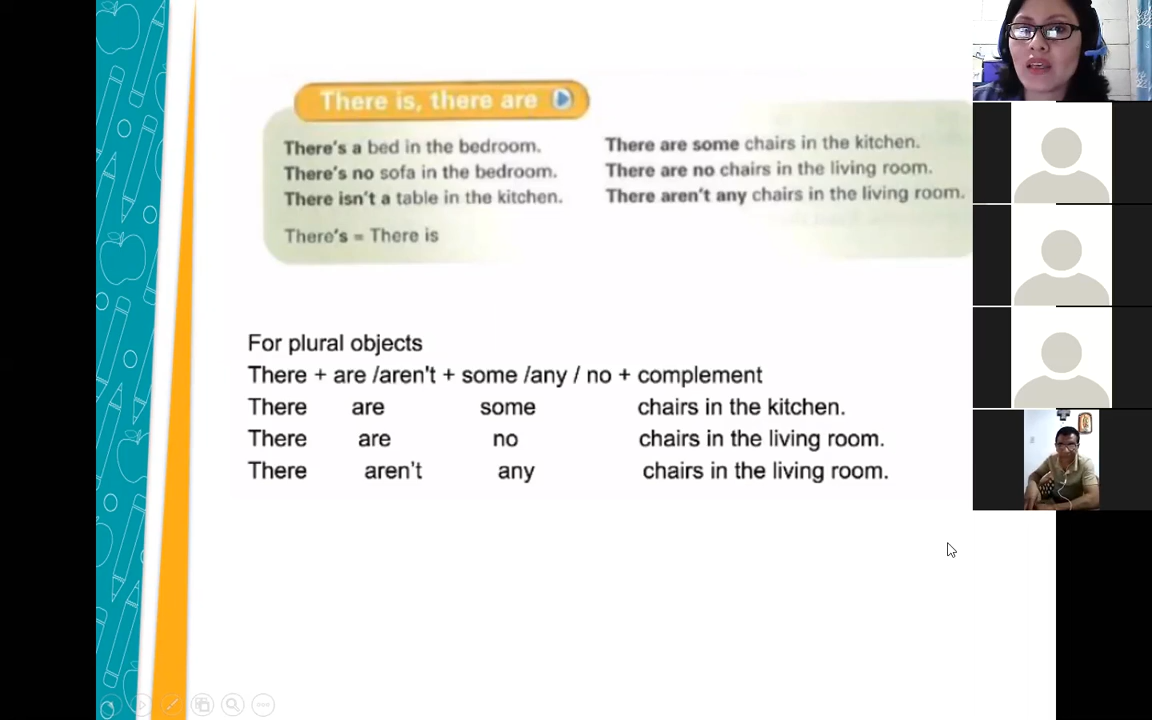 There is, there are
There's a bed in the bedroom.
There's no sofa in the bedroom.
There isn't a table in the kitchen.
There's = There is
There are some chairs in the kitchen.
There are no chairs in the living room.
There aren't any chairs in the living room.
For plural objects
There + are /aren't + some /any / no + complement
There are some chairs in the kitchen.
There are no chairs in the living room.
There aren't any chairs in the living room.